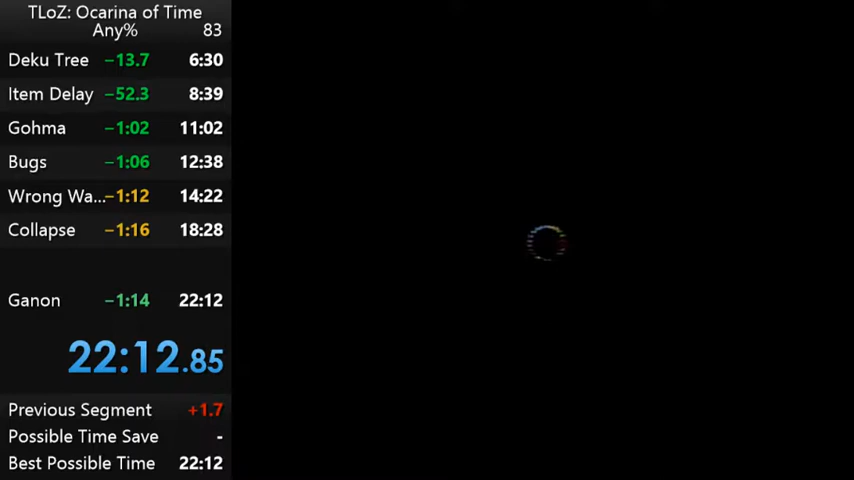 TLoZ: Ocarina of Time
Any% 83
Deku Tree −13.7 6:30
Item Delay −52.3 8:39
Gohma −1:02 11:02
Bugs −1:06 12:38
Wrong Wa... −1:12 14:22
Collapse −1:16 18:28
Ganon −1:14 22:12
22:12.85
Previous Segment +1.7
Possible Time Save -
Best Possible Time 22:12